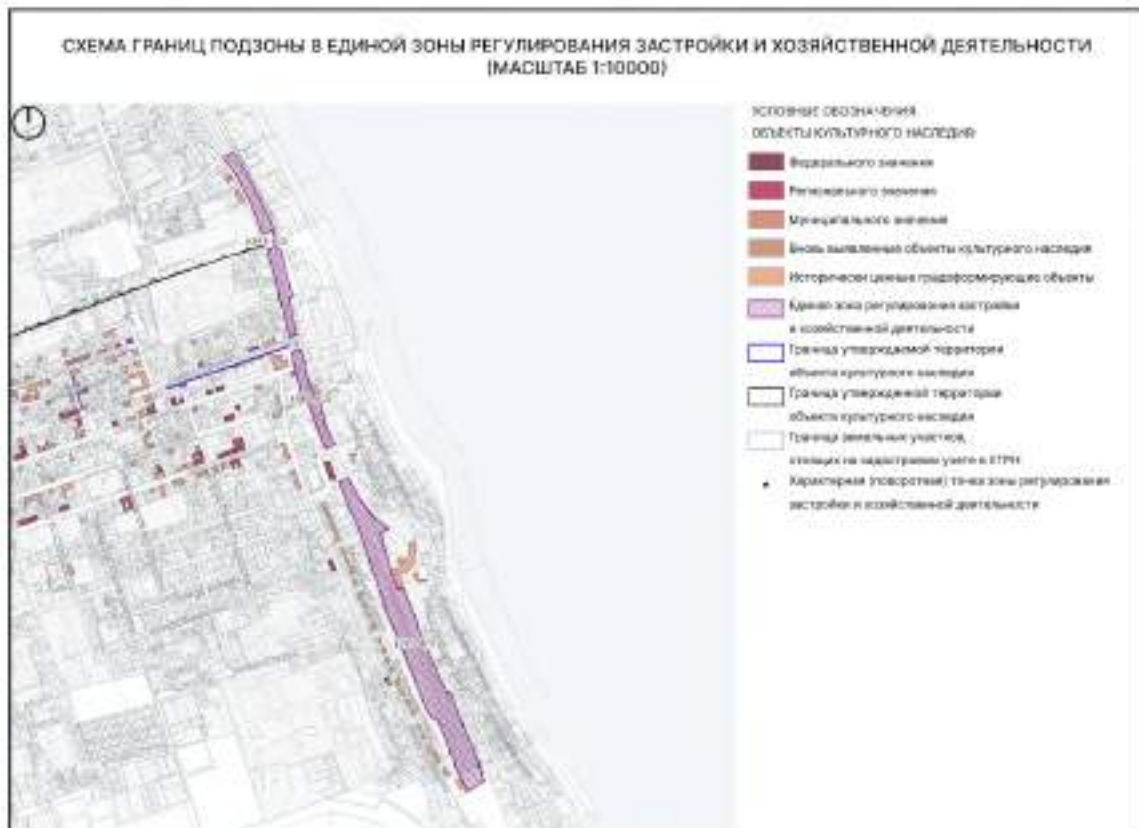 СХЕМА ГРАНИЦ ПОДЗОНЫ В ЕДИНОЙ ЗОНЫ РЕГУЛИРОВАНИЯ ЗАСТРОЙКИ И ХОЗЯЙСТВЕННОЙ ДЕЯТЕЛЬНОСТИ
(МАСШТАБ 1:10000)
УСЛОВНЫЕ ОБОЗНАЧЕНИЯ
ОБЪЕКТЫ КУЛЬТУРНОГО НАСЛЕДИЯ
Федерального значения
Регионального значения
Муниципального значения
Вновь выявленные объекты культурного наследия
Исторически ценные градоформирующие объекты
Единая зона регулирования застройки
и хозяйственной деятельности
Граница утверждаемой территории
объекта культурного наследия
Граница утвержденной территории
объекта культурного наследия
Граница земельных участков,
стоящих на кадастровом учете в ЕГРН
Характерная (поворотная) точка зоны регулирования
застройки и хозяйственной деятельности